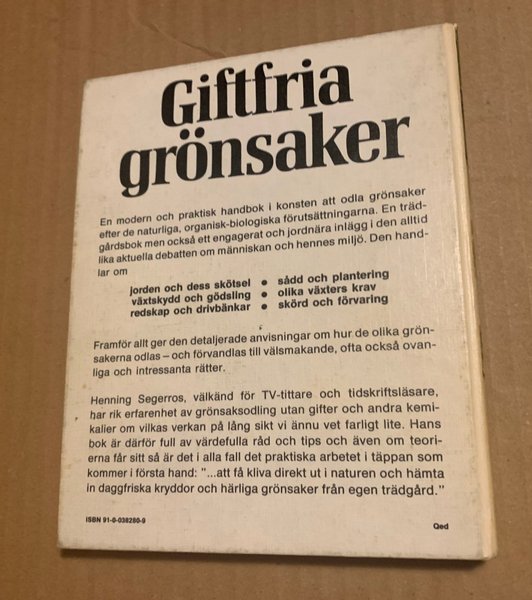 Giftfria
grönsaker
En modern och praktisk handbok i konsten att odla grönsaker
efter de naturliga, organisk-biologiska förutsättningarna. En träd-
gårdsbok men också ett engagerat och jordnära inlägg i den alltid
lika aktuella debatten om människan och hennes miljö. Den hand-
lar om
jorden och dess skötsel • sådd och plantering
växtskydd och gödsling • olika växters krav
redskap och drivbänkar • skörd och förvaring
Framför allt ger den detaljerade anvisningar om hur de olika grön-
sakerna odlas – och förvandlas till välsmakande, ofta också ovan-
liga och intressanta rätter.
Henning Segerros, välkänd för TV-tittare och tidskriftsläsare,
har rik erfarenhet av grönsaksodling utan gifter och andra kemi-
kalier om vilkas verkan på lång sikt vi ännu vet farligt lite. Hans
bok är därför full av värdefulla råd och tips och även om teori-
erna får sitt så är det i alla fall det praktiska arbetet i täppan som
kommer i första hand: "...att få kliva direkt ut i naturen och hämta
in daggfriska kryddor och härliga grönsaker från egen trädgård."
ISBN 91-0-038280-9
Qed